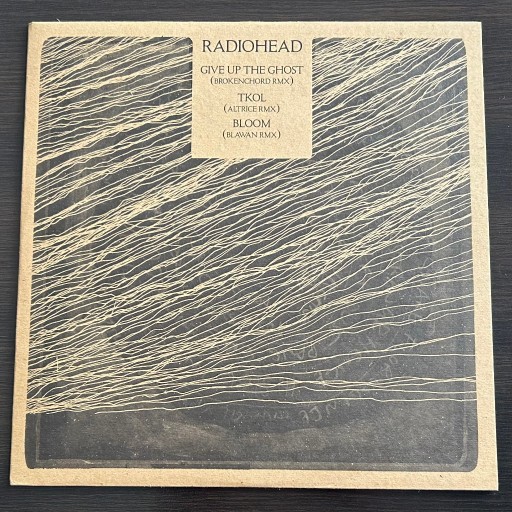 RADIOHEAD
GIVE UP THE GHOST
(BROKENCHORD RMX)
TKOL
(ALTRICE RMX)
BLOOM
(BLAWAN RMX)